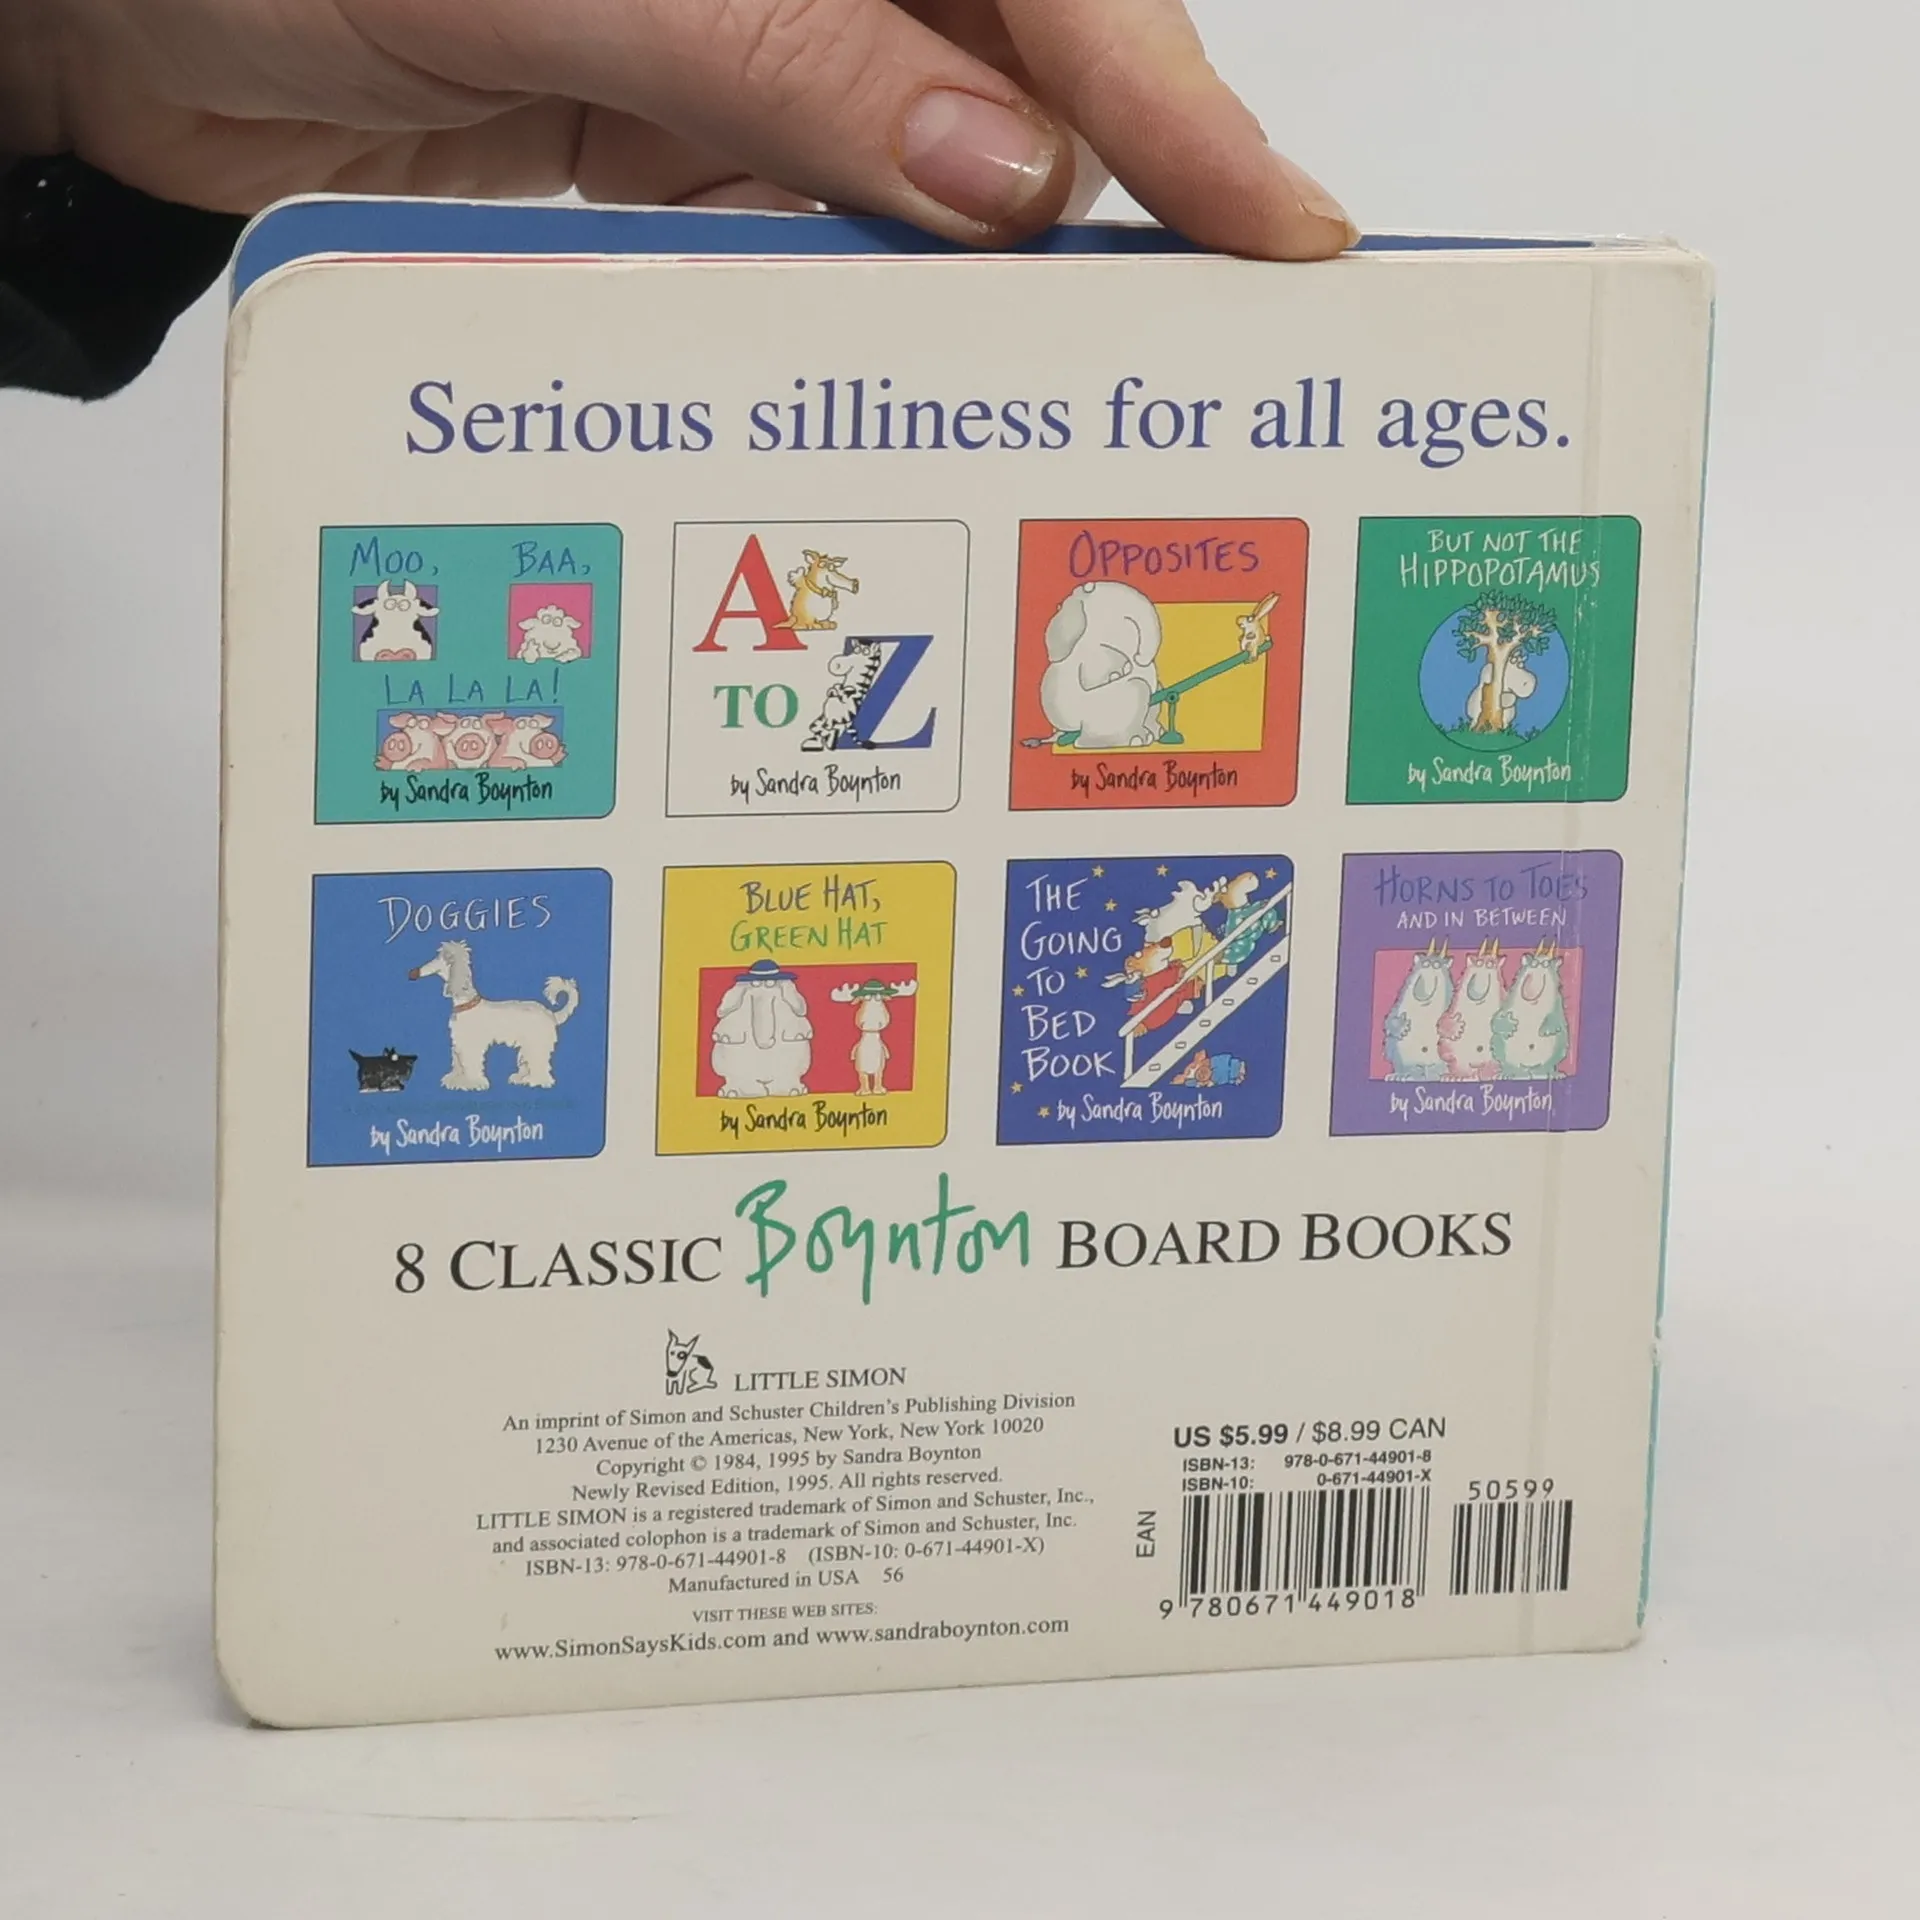 Serious silliness for all ages.
MOO, BAA,
LA LA LA!
by Sandra Boynton
A
TO
Z
by Sandra Boynton
OPPOSITES
by Sandra Boynton
BUT NOT THE
HIPPOPOTAMUS
by Sandra Boynton
DOGGIES
by Sandra Boynton
BLUE HAT,
GREEN HAT
by Sandra Boynton
THE
GOING
TO
BED
BOOK
by Sandra Boynton
HORNS TO TOES
AND IN BETWEEN
by Sandra Boynton
8 CLASSIC Boynton BOARD BOOKS
LITTLE SIMON
An imprint of Simon and Schuster Children's Publishing Division
1230 Avenue of the Americas, New York, New York 10020
Copyright © 1984, 1995 by Sandra Boynton
Newly Revised Edition, 1995. All rights reserved.
LITTLE SIMON is a registered trademark of Simon and Schuster, Inc.,
and associated colophon is a trademark of Simon and Schuster, Inc.
ISBN-13: 978-0-671-44901-8 (ISBN-10: 0-671-44901-X)
Manufactured in USA 56
VISIT THESE WEB SITES:
www.SimonSaysKids.com and www.sandraboynton.com
US $5.99 / $8.99 CAN
ISBN-13: 978-0-671-44901-8
ISBN-10: 0-671-44901-X
50599
EAN
9 780671 449018